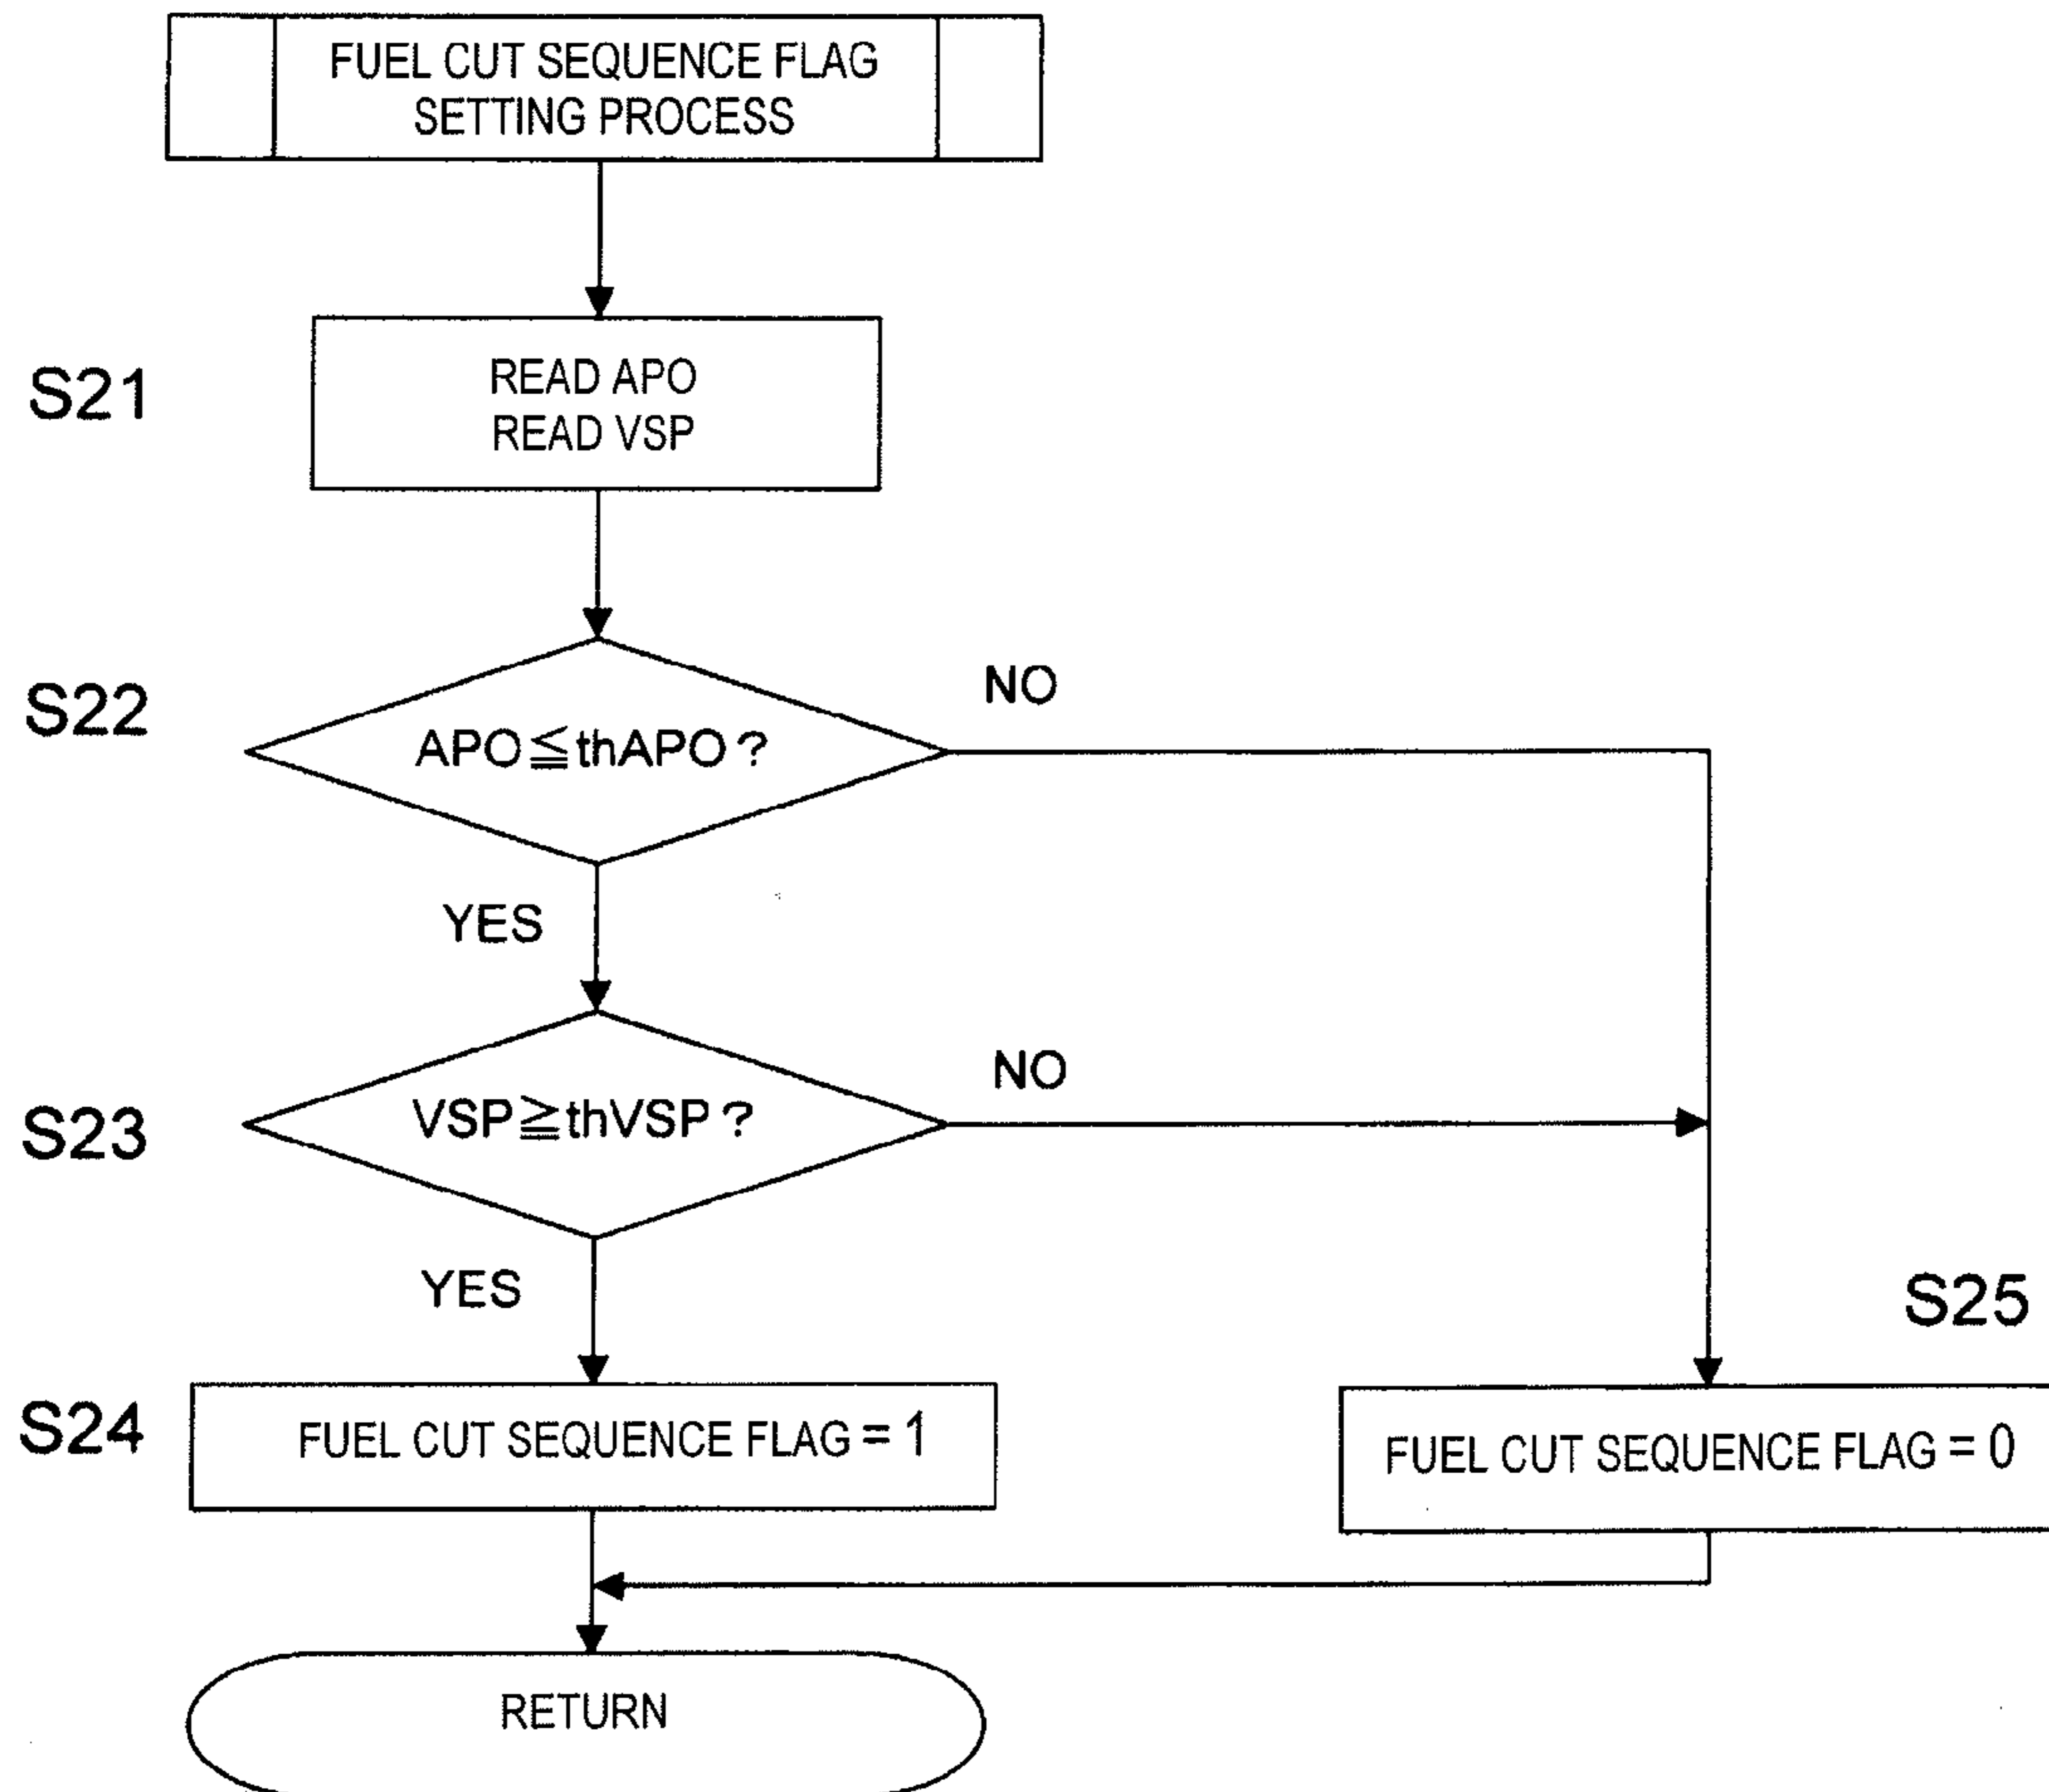 FUEL CUT SEQUENCE FLAG
SETTING PROCESS
S21
READ APO
READ VSP
S22
APO≦thAPO?
NO
YES
S23
VSP≧thVSP?
NO
YES
S24
FUEL CUT SEQUENCE FLAG = 1
S25
FUEL CUT SEQUENCE FLAG = 0
RETURN